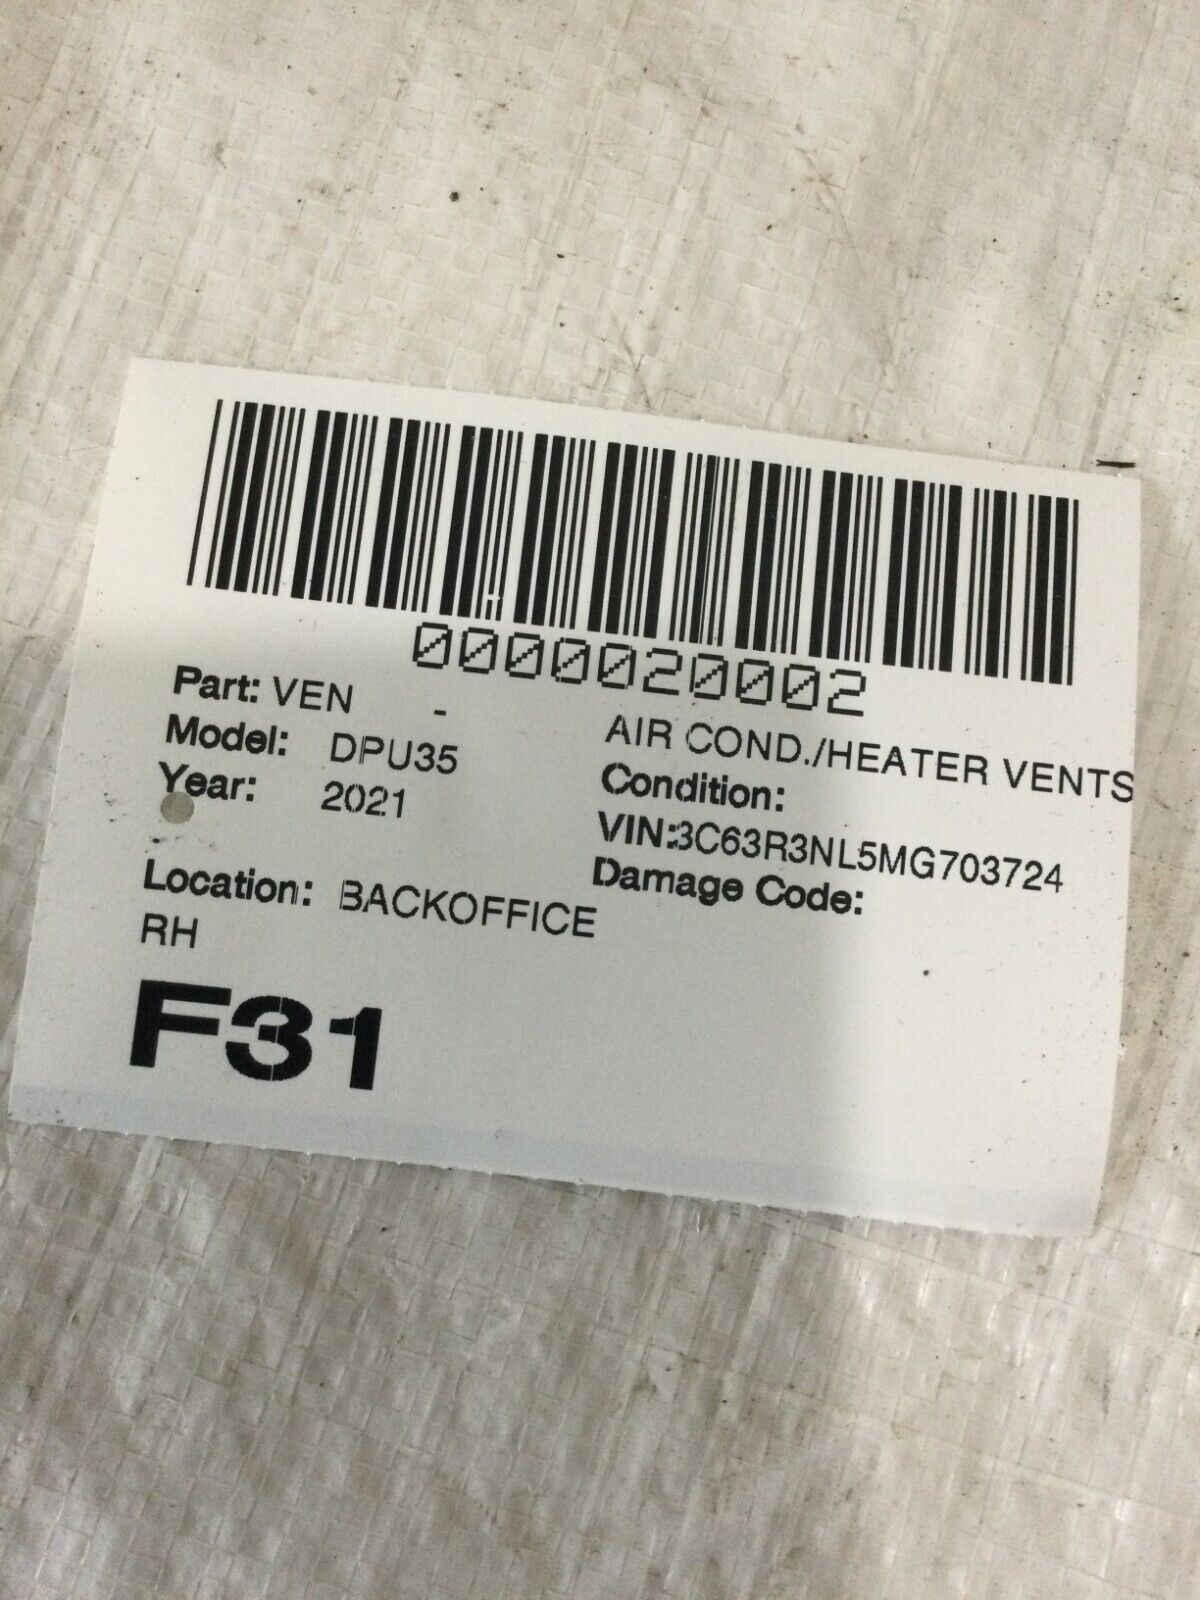 0000020002
Part: VEN - AIR COND./HEATER VENTS
Model: DPU35 Condition:
Year: 2021 VIN:3C63R3NL5MG703724
Damage Code:
Location: BACKOFFICE
RH
F31